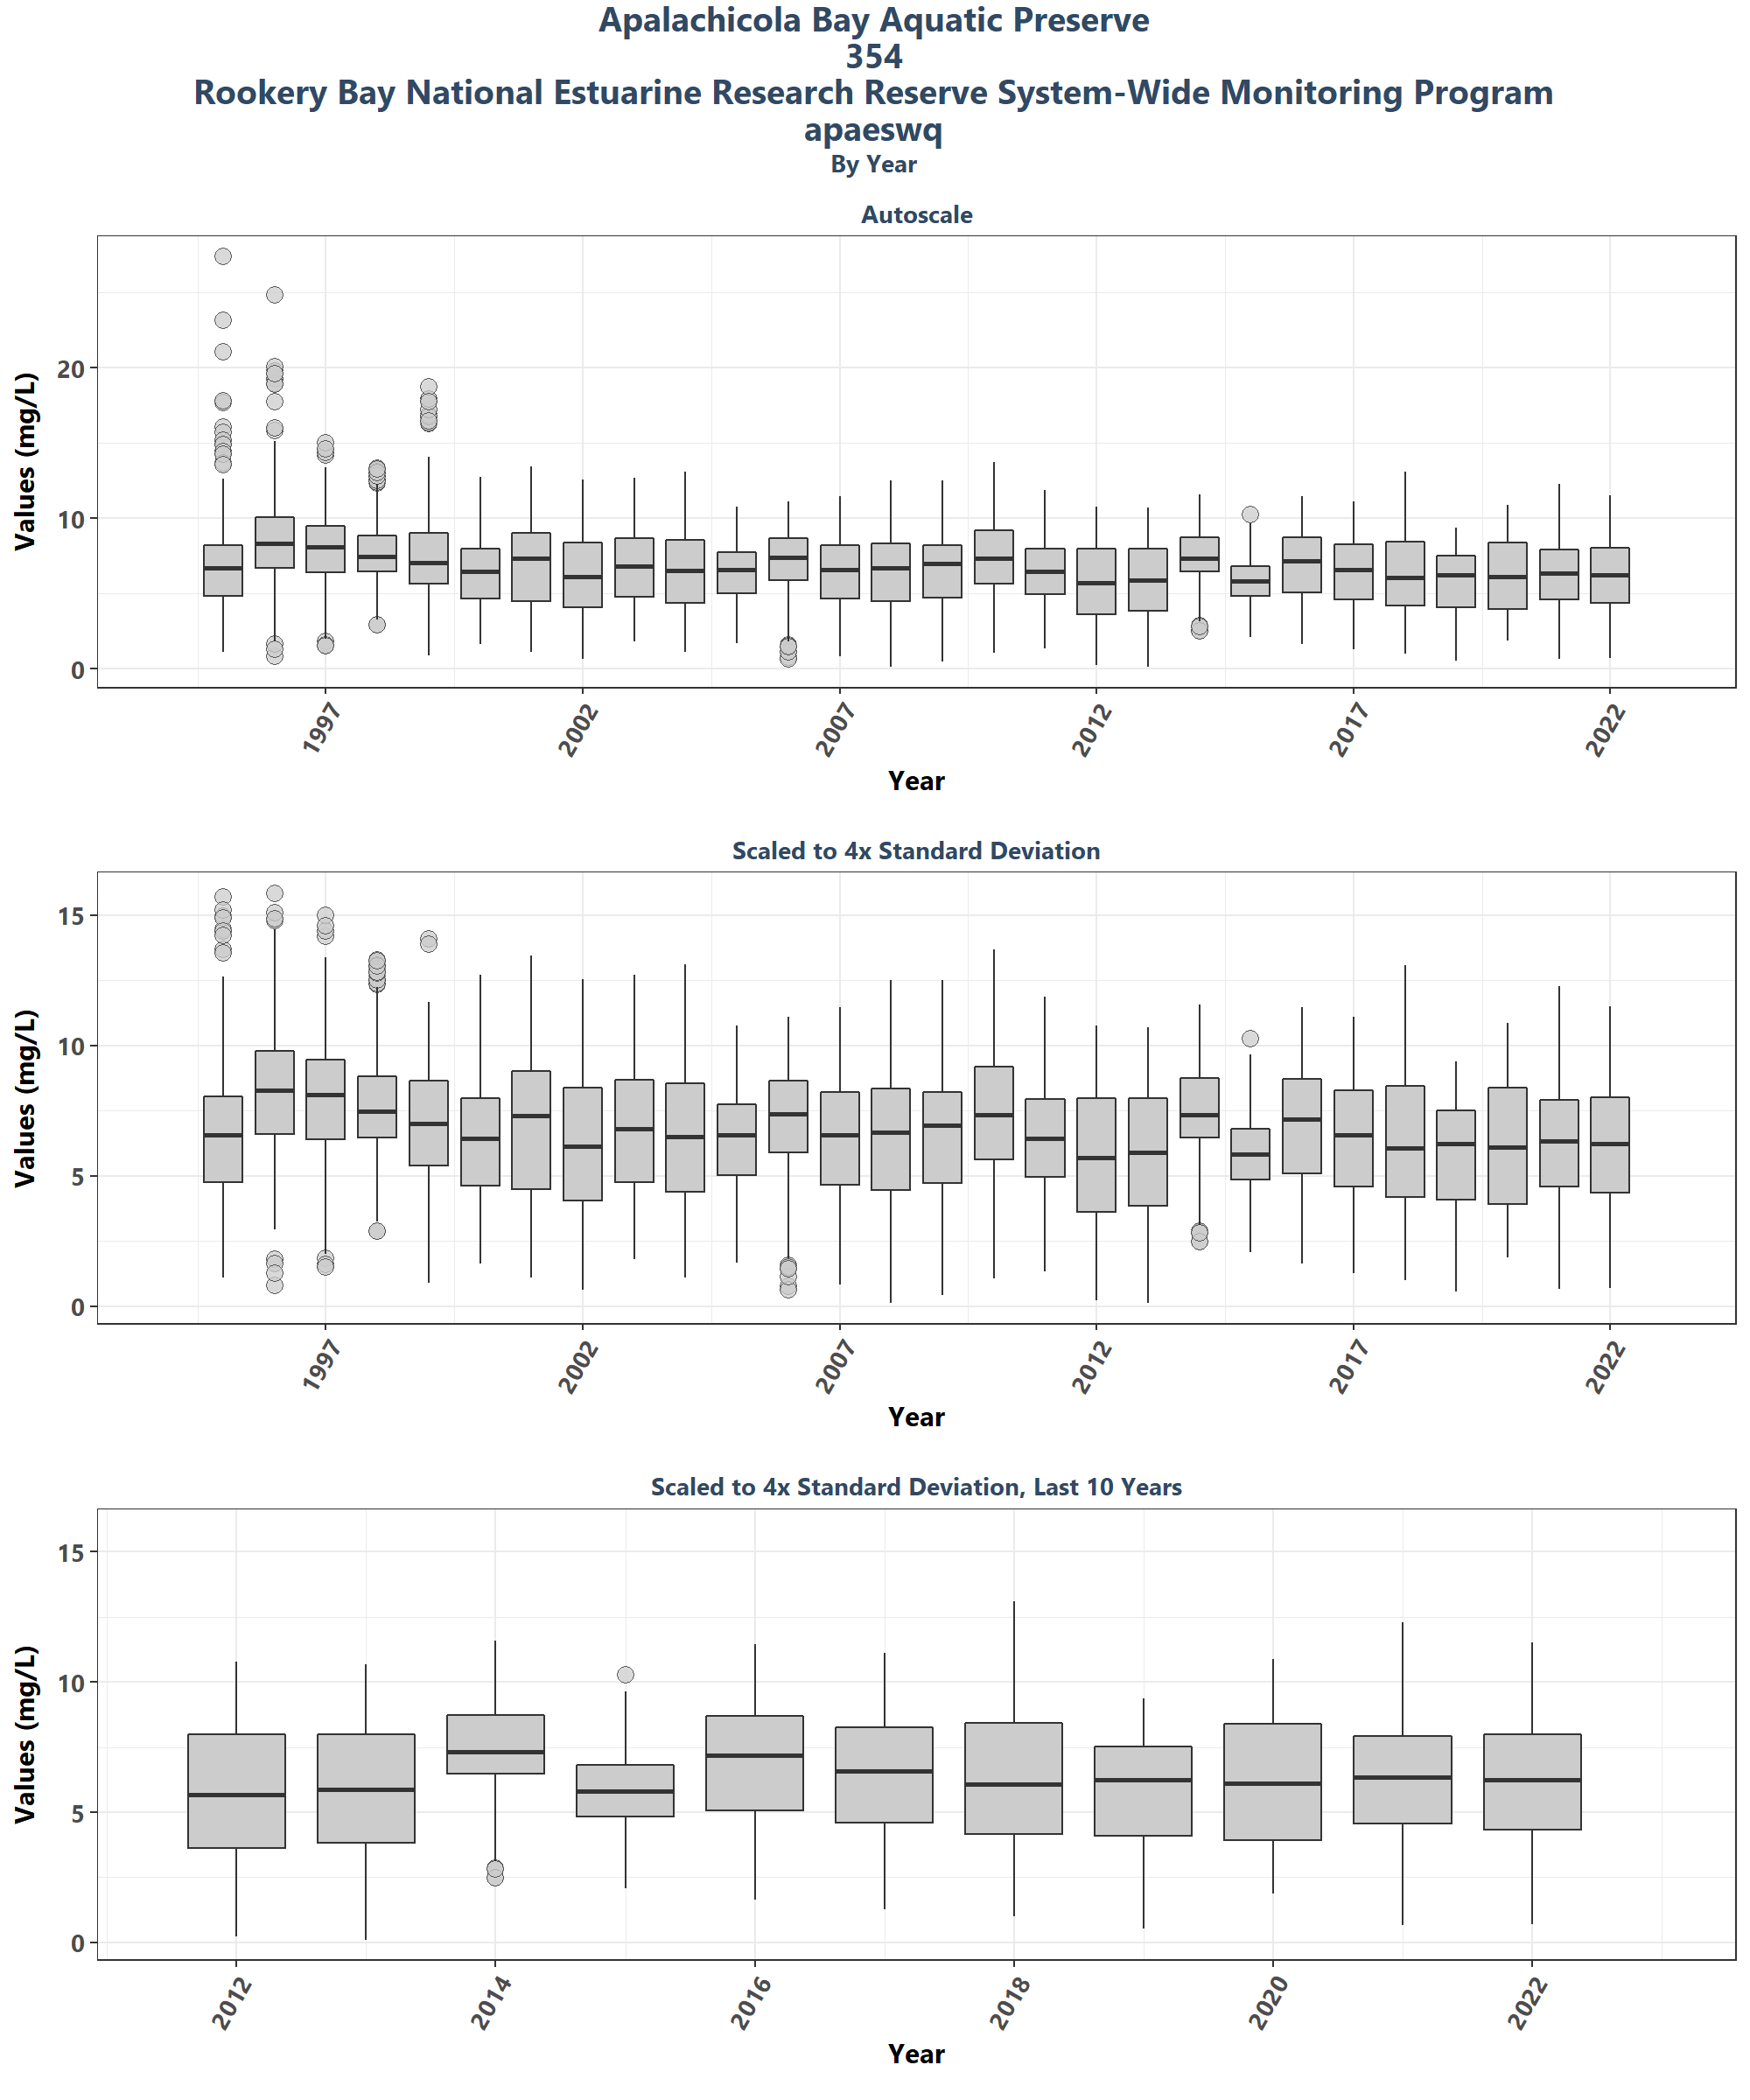 Apalachicola Bay Aquatic Preserve
354
Rookery Bay National Estuarine Research Reserve System-Wide Monitoring Program
apaeswq
By Year
Autoscale
Values (mg/L)
20
10
0
1997
2002
2007
2012
2017
2022
Year
Scaled to 4x Standard Deviation
Values (mg/L)
15
10
5
0
1997
2002
2007
2012
2017
2022
Year
Scaled to 4x Standard Deviation, Last 10 Years
Values (mg/L)
15
10
5
0
2012
2014
2016
2018
2020
2022
Year